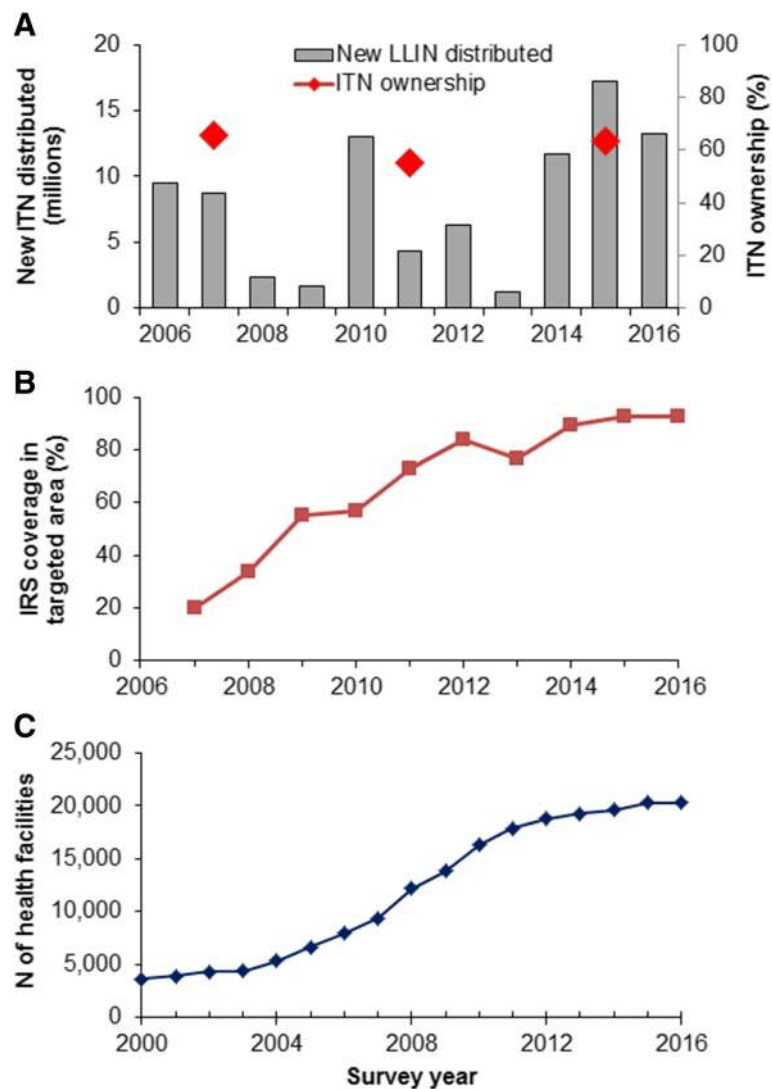 A
New ITN distributed
(millions)
20
15
10
5
0
New LLIN distributed
ITN ownership
100
80
60
40
20
0
ITN ownership (%)
2006 2008 2010 2012 2014 2016
B
IRS coverage in
targeted area (%)
100
80
60
40
20
0
2006 2008 2010 2012 2014 2016
C
N of health facilities
25,000
20,000
15,000
10,000
5,000
0
2000 2004 2008 2012 2016
Survey year